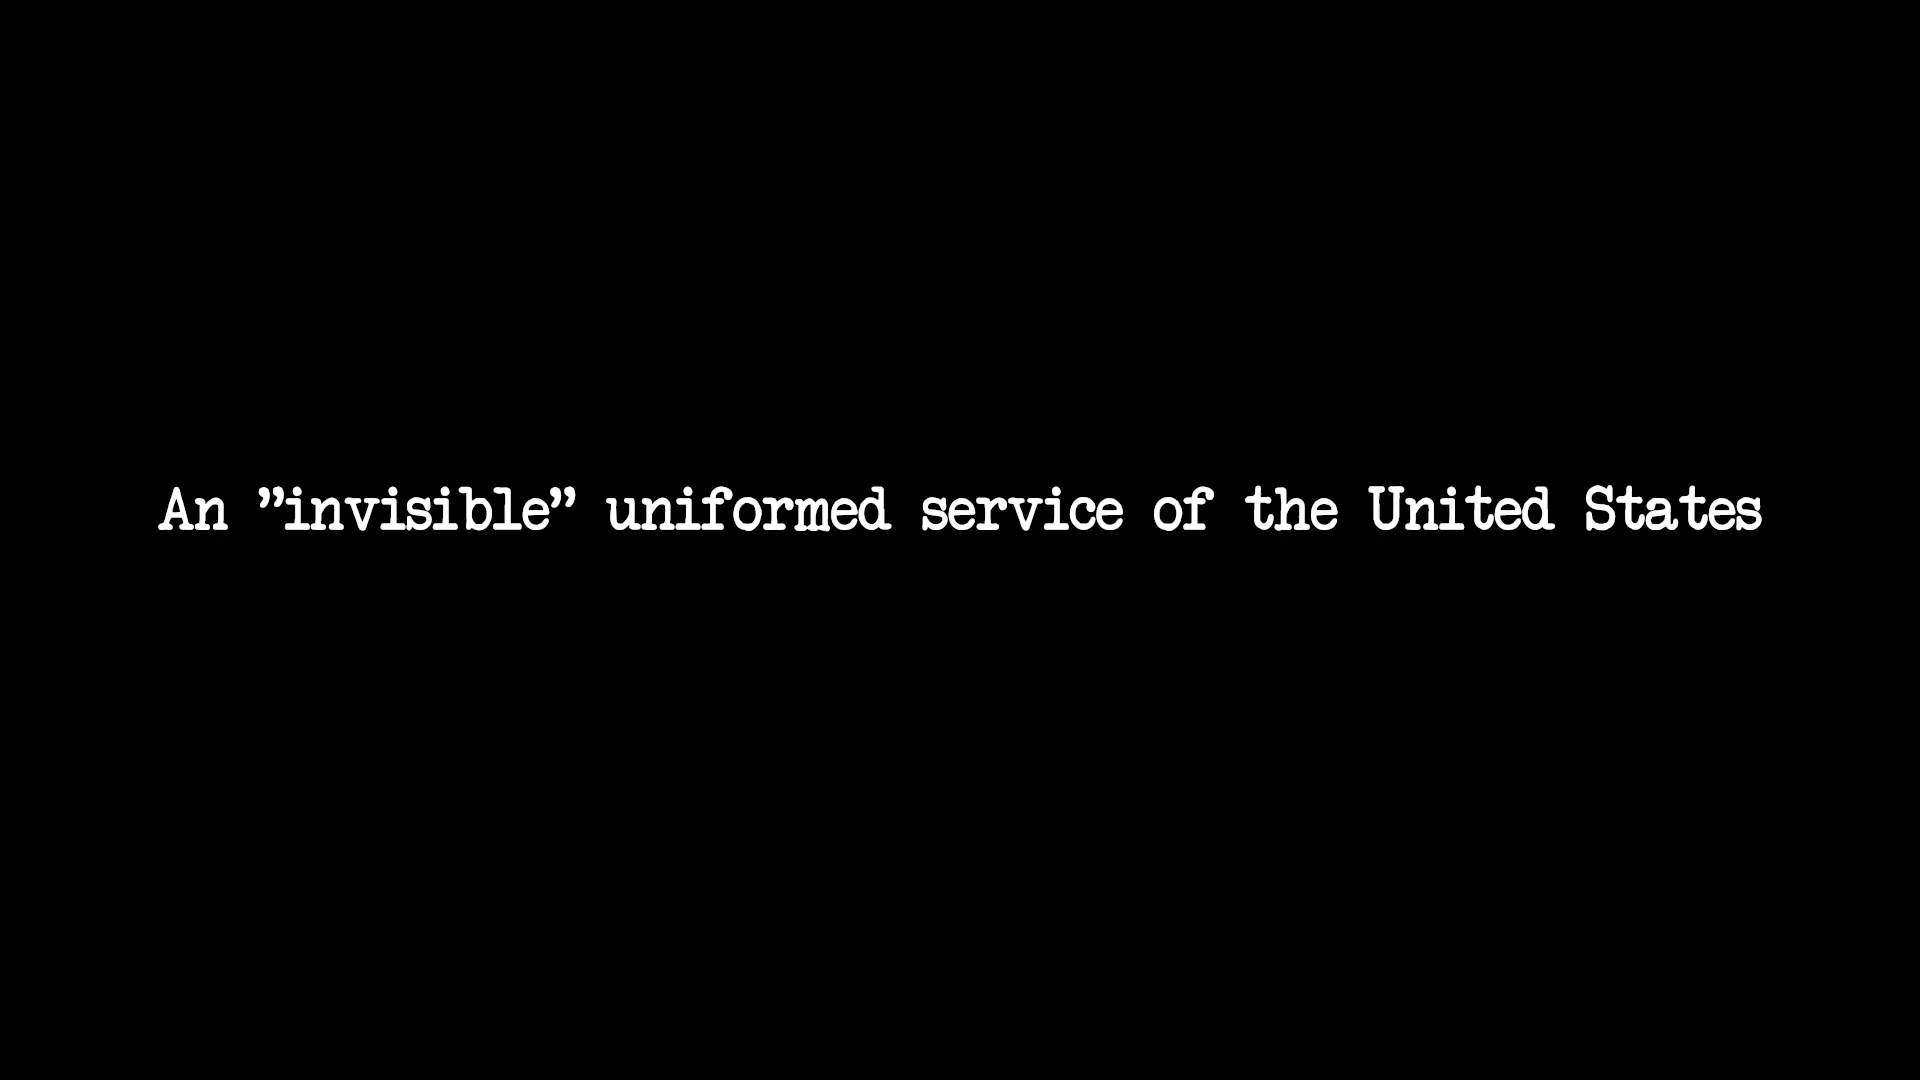 An ”invisible” uniformed service of the United States